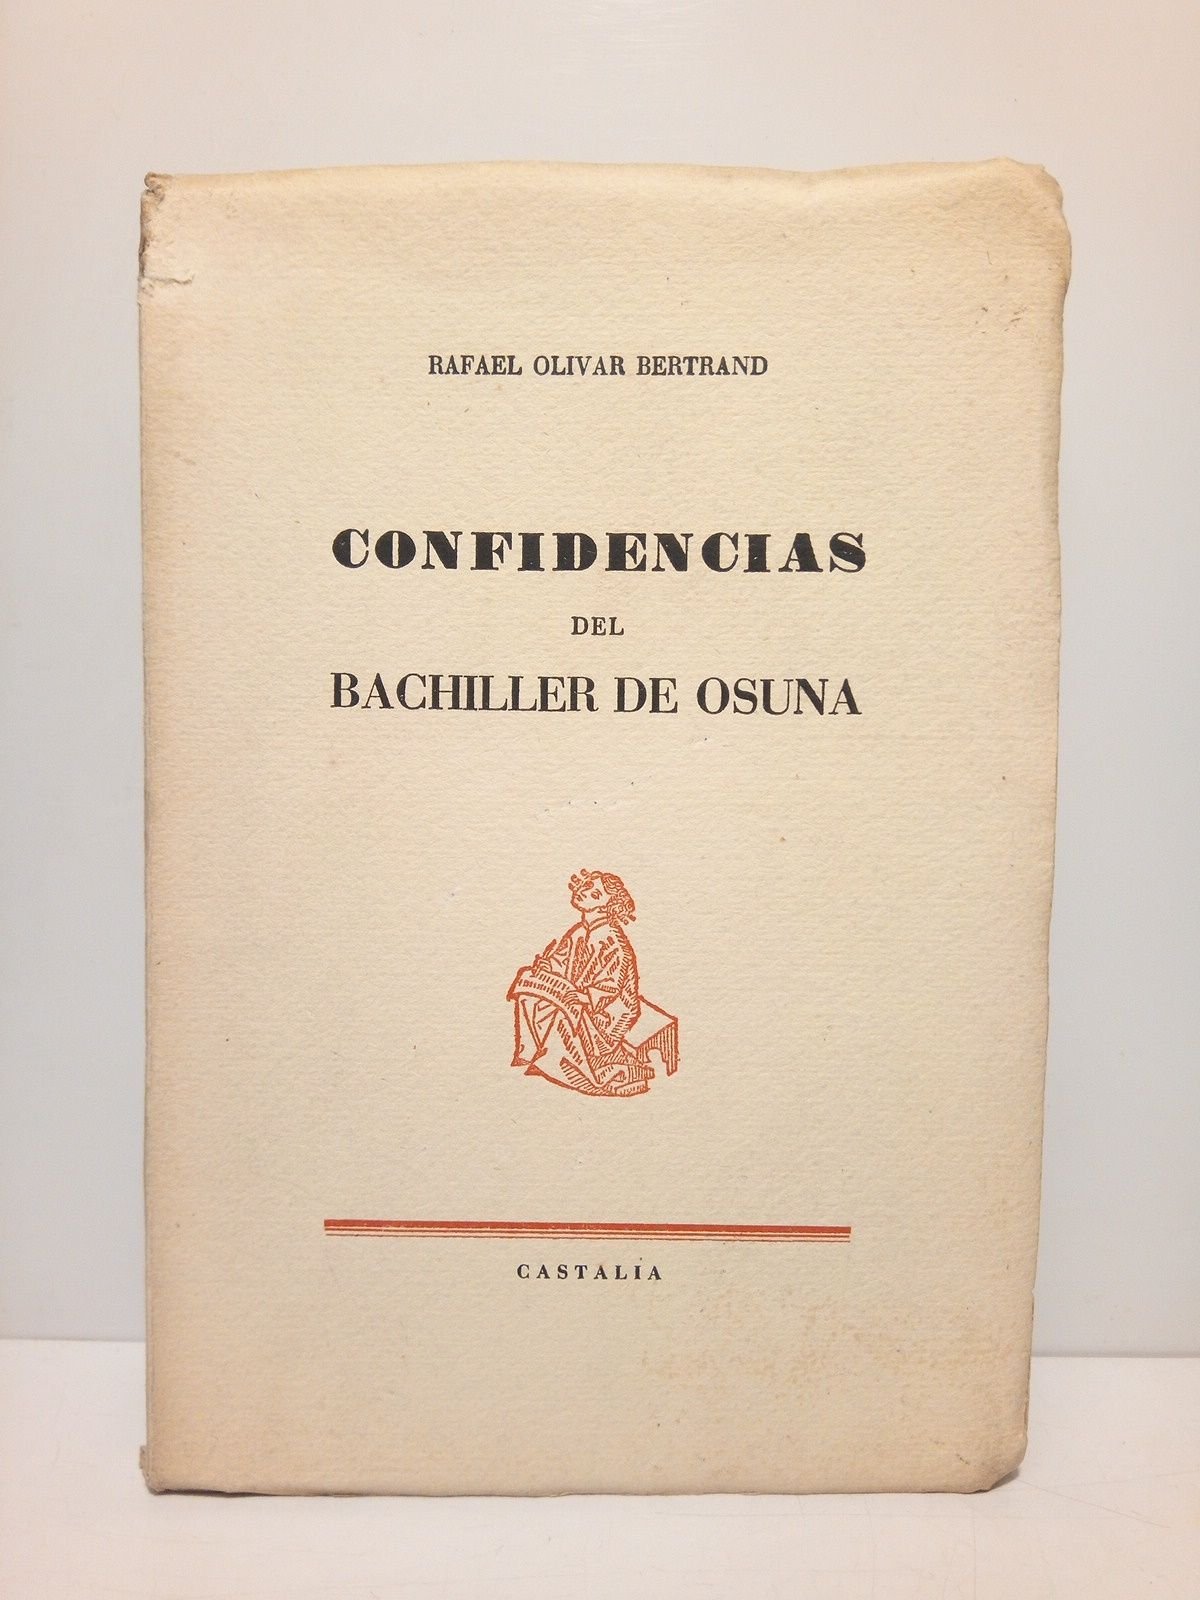 RAFAEL OLIVAR BERTRAND
CONFIDENCIAS
DEL
BACHILLER DE OSUNA
CASTALIA